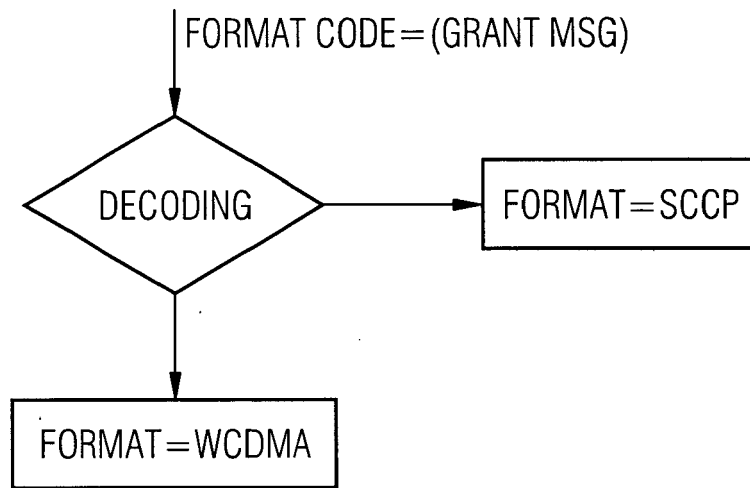 FORMAT CODE=(GRANT MSG)
DECODING
FORMAT=SCCP
FORMAT=WCDMA